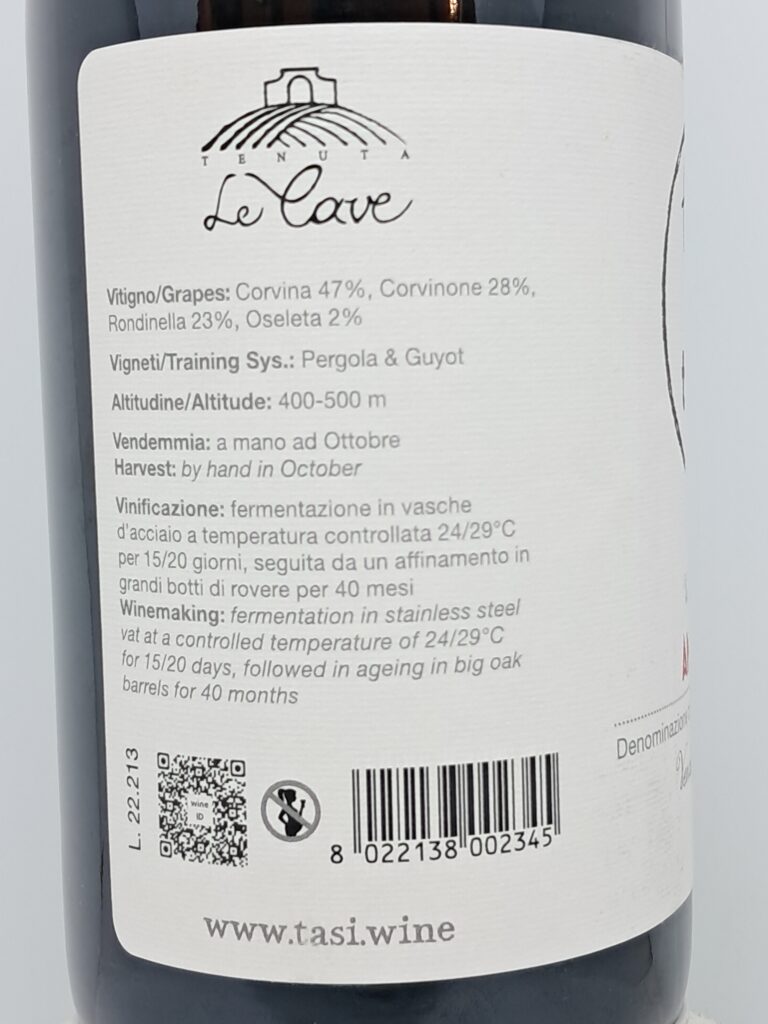 TENUTA
Le Cave
Vitigno/Grapes: Corvina 47%, Corvinone 28%,
Rondinella 23%, Oseleta 2%
Vigneti/Training Sys.: Pergola & Guyot
Altitudine/Altitude: 400-500 m
Vendemmia: a mano ad Ottobre
Harvest: by hand in October
Vinificazione: fermentazione in vasche
d'acciaio a temperatura controllata 24/29°C
per 15/20 giorni, seguita da un affinamento in
grandi botti di rovere per 40 mesi
Winemaking: fermentation in stainless steel
vat at a controlled temperature of 24/29°C
for 15/20 days, followed in ageing in big oak
barrels for 40 months
L. 22.213
wine
ID
8 022138 002345
www.tasi.wine
Denominazione